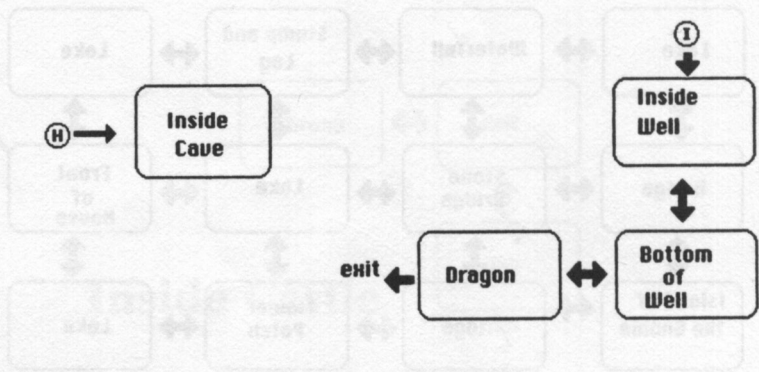 I
Inside
Well
H
Inside
Cave
exit
Dragon
Bottom
of
Well